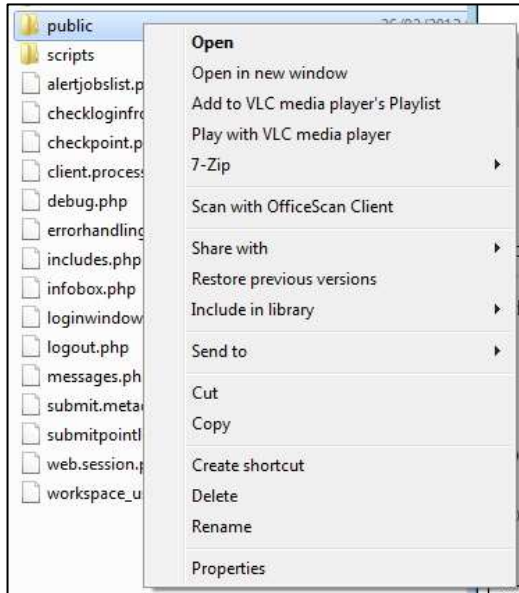 public
scripts
alertjobslist.p
checkloginfro
checkpoint.p
client.process
debug.php
errorhandling
includes.php
infobox.php
loginwindow
logout.php
messages.ph
submit.meta
submitpointl
web.session.p
workspace_u
Open
Open in new window
Add to VLC media player's Playlist
Play with VLC media player
7-Zip
Scan with OfficeScan Client
Share with
Restore previous versions
Include in library
Send to
Cut
Copy
Create shortcut
Delete
Rename
Properties